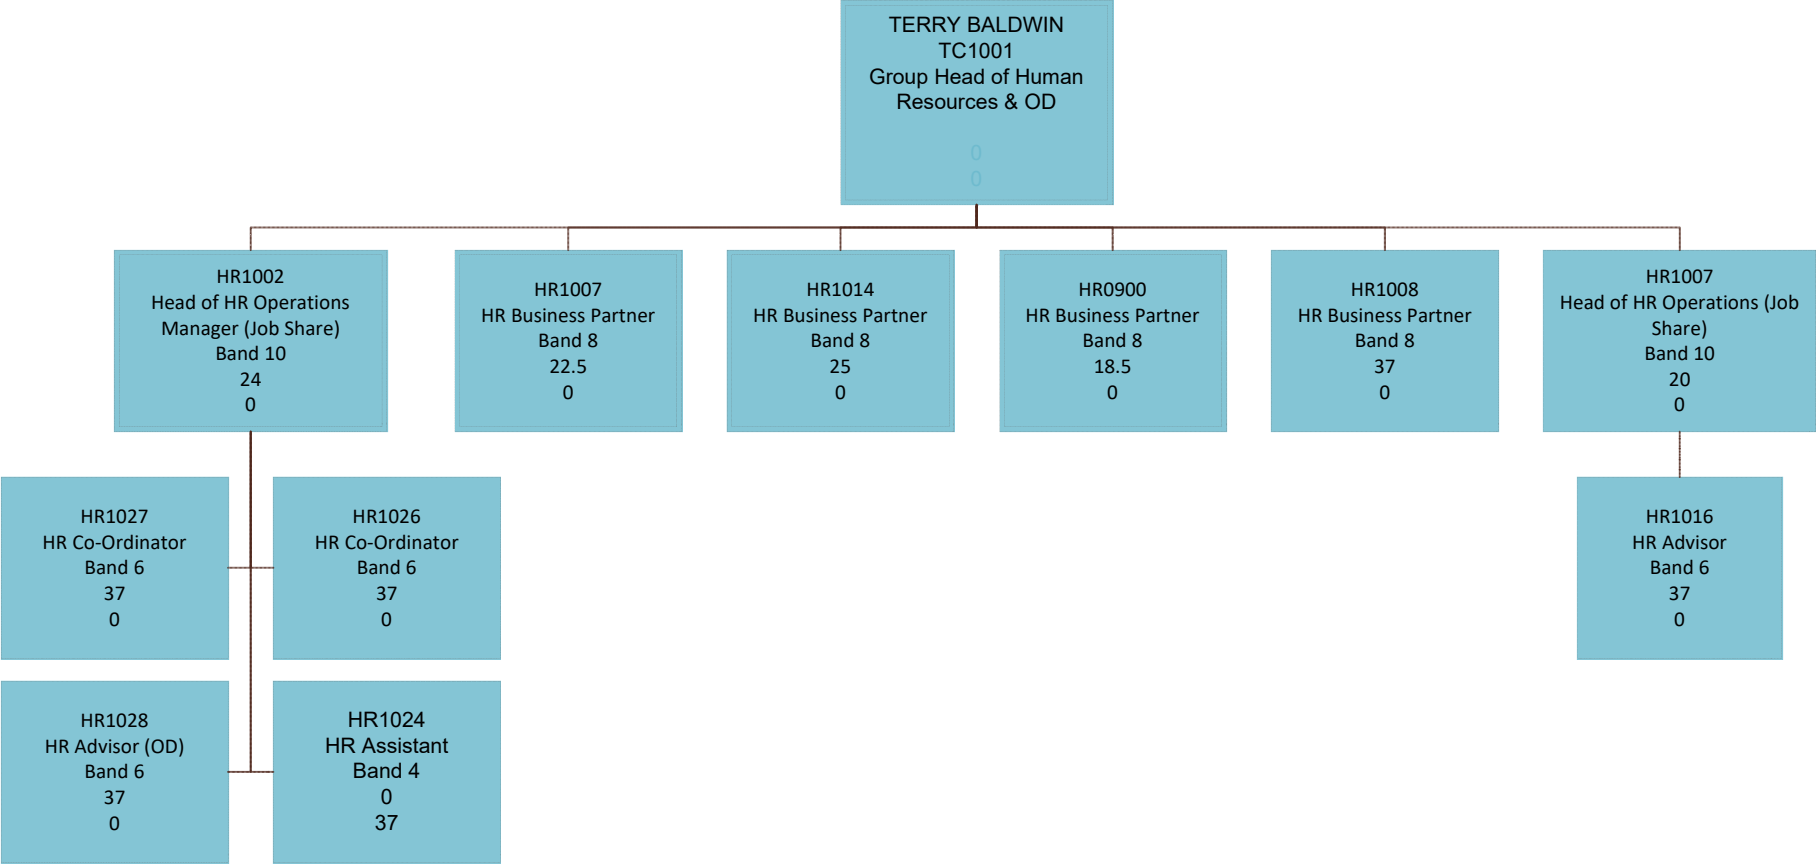 TERRY BALDWIN
TC1001
Group Head of Human
Resources & OD
0
0
HR1002
Head of HR Operations
Manager (Job Share)
Band 10
24
0
HR1007
HR Business Partner
Band 8
22.5
0
HR1014
HR Business Partner
Band 8
25
0
HR0900
HR Business Partner
Band 8
18.5
0
HR1008
HR Business Partner
Band 8
37
0
HR1007
Head of HR Operations (Job
Share)
Band 10
20
0
HR1027
HR Co-Ordinator
Band 6
37
0
HR1026
HR Co-Ordinator
Band 6
37
0
HR1016
HR Advisor
Band 6
37
0
HR1028
HR Advisor (OD)
Band 6
37
0
HR1024
HR Assistant
Band 4
0
37